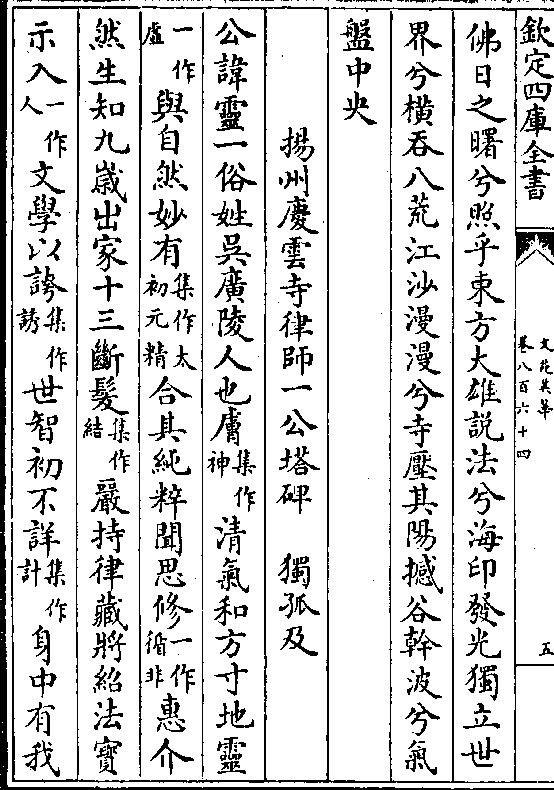 欽定四庫全書
文苑英華
卷八百六十四
五
佛日之曙兮照乎東方大雄説法兮海印發光獨立世
界兮橫吞八荒江沙漫漫兮寺壓其陽撼谷幹波兮氣
盤中央
揚州慶雲寺律師一公塔碑 獨孤及
公諱靈一俗姓吳廣陵人也膚集作神清氣和方寸地靈
一作虛與自然妙有集作太初元精合其純粹聞思修一作循非惠介
然生知九歲出家十三斷髮集作結嚴持律藏將紹法寶
示入一作人文學以誇集作誘世智初不詳集作計身中有我